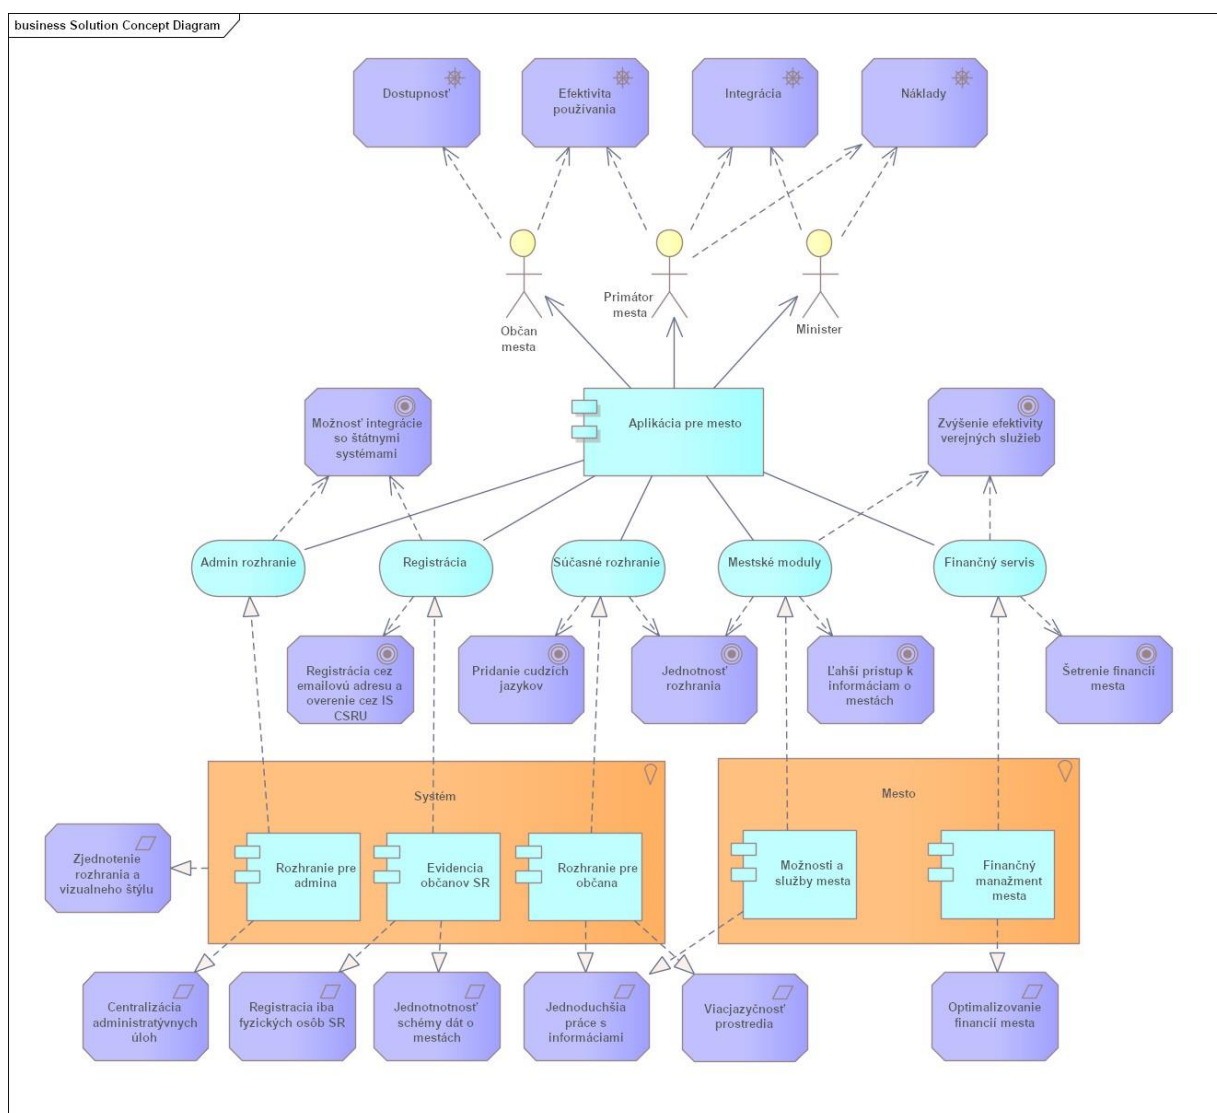 business Solution Concept Diagram
Dostupnosť
Efektivita
používania
Integrácia
Náklady
Občan
mesta
Primátor
mesta
Minister
Možnosť integrácie
so štátnymi
systémami
Aplikácia pre mesto
Zvýšenie efektivity
verejných služieb
Admin rozhranie
Registrácia
Súčasné rozhranie
Mestské moduly
Finančný servis
Registrácia cez
emailovú adresu a
overenie cez IS
CSRU
Pridanie cudzích
jazykov
Jednotnosť
rozhrania
Ľahší prístup k
informáciam o
mestách
Šetrenie financií
mesta
Systém
Mesto
Zjednotenie
rozhrania a
vizualneho štýlu
Rozhranie pre
admina
Evidencia
občanov SR
Rozhranie pre
občana
Možnosti a
služby mesta
Finančný
manažment
mesta
Centralizácia
administratývnych
úloh
Registracia iba
fyzických osôb SR
Jednotnotnosť
schémy dát o
mestách
Jednoduchšia
práce s
informáciami
Viacjazyčnosť
prostredia
Optimalizovanie
financií mesta